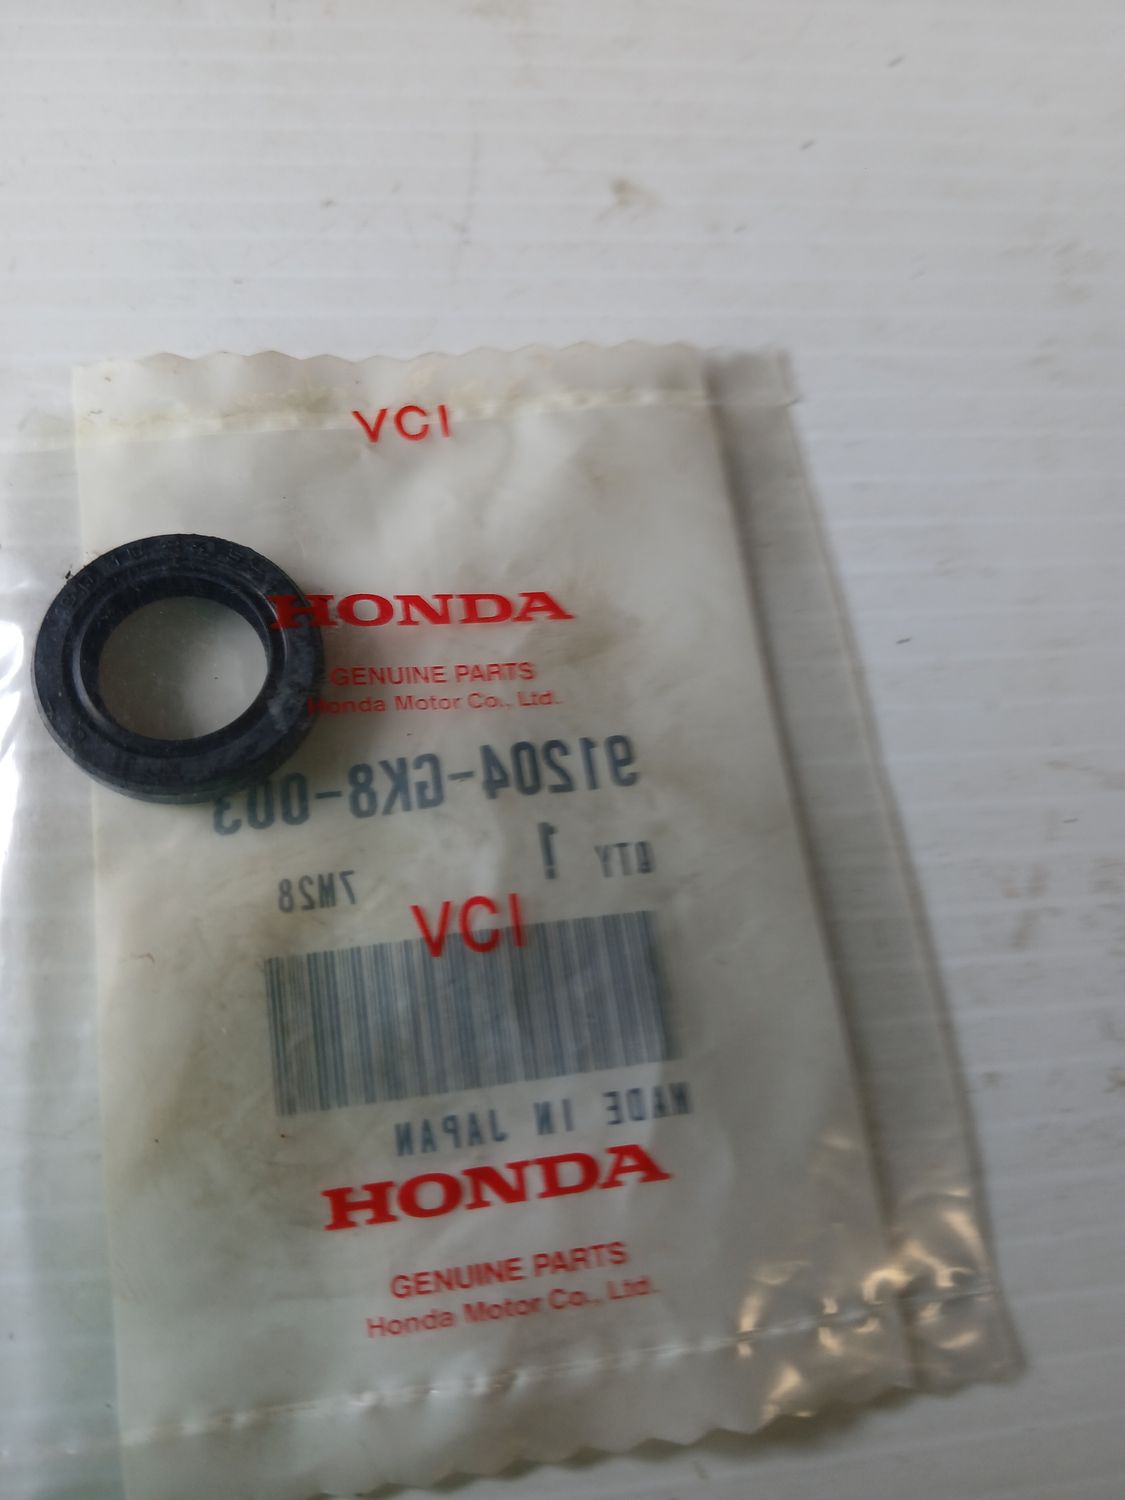 VCI
HONDA
GENUINE PARTS
Honda Motor Co., Ltd.
91204-GK8-003
QTY 1
7M28
VCI
MADE IN JAPAN
HONDA
GENUINE PARTS
Honda Motor Co., Ltd.